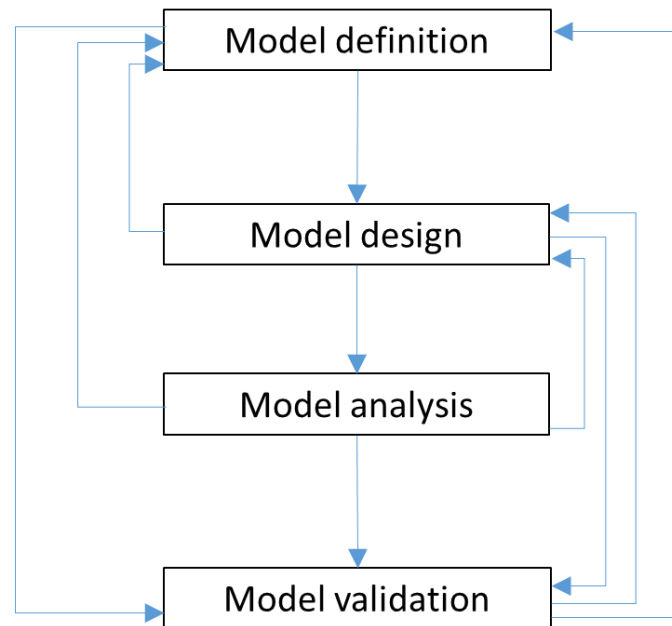 Model definition
Model design
Model analysis
Model validation